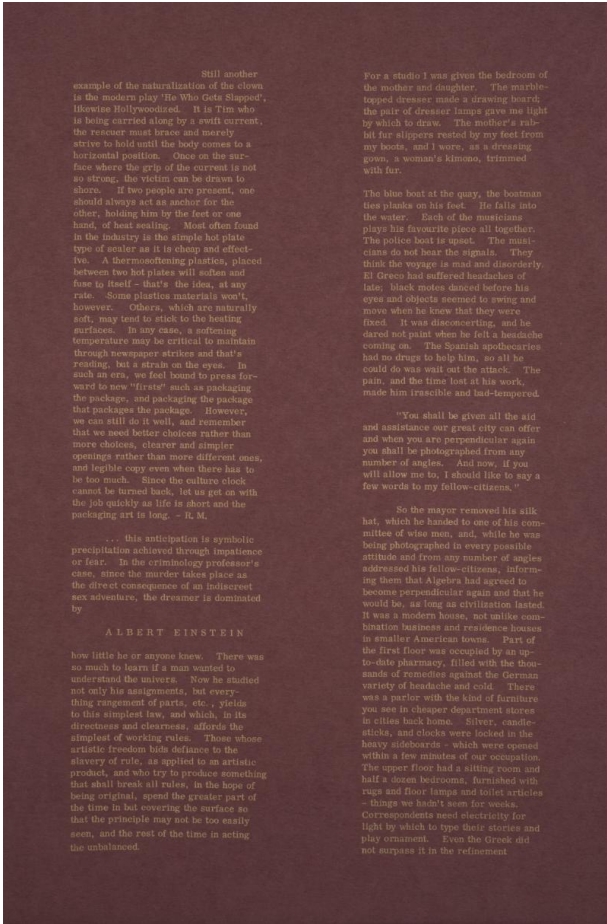 Still another
example of the naturalization of the clown
is the modern play 'He Who Gets Slapped',
likewise Hollywoodized. It is Tim who
is being carried along by a swift current,
the rescuer must brace and merely
strive to hold until the body comes to a
horizontal position. Once on the sur-
face where the grip of the current is not
so strong, the victim can be drawn to
shore. If two people are present, one
should always act as anchor for the
other, holding him by the feet or one
hand, of heat sealing. Most often found
in the industry is the simple hot plate
type of sealer as it is cheap and effect-
ive. A thermosoftening plastica, placed
between two hot plates will soften and
fuse to itself - that's the idea, at any
rate. Some plastics materials won't,
however. Others, which are naturally
soft, may tend to stick to the heating
surfaces. In any case, a softening
temperature may be critical to maintain
through newspaper strikes and that's
reading, but a strain on the eyes. In
such an era, we feel bound to press for-
ward to new "firsts" such as packaging
the package, and packaging the package
that packages the package. However,
we can still do it well, and remember
that we need better choices rather than
more choices, clearer and simpler
openings rather than more different ones,
and legible copy even when there has to
be too much. Since the culture clock
cannot be turned back, let us get on with
the job quickly as life is short and the
packaging art is long. - R. M.
... this anticipation is symbolic
precipitation achieved through impatience
or fear. In the criminology professor's
case, since the murder takes place as
the direct consequence of an indiscreet
sex adventure, the dreamer is dominated
by
ALBERT EINSTEIN
how little he or anyone knew. There was
so much to learn if a man wanted to
understand the univers. Now he studied
not only his assignments, but every-
thing rangement of parts, etc., yields
to this simplest law, and which, in its
directness and clearness, affords the
simplest of working rules. Those whose
artistic freedom bids defiance to the
slavery of rule, as applied to an artistic
product, and who try to produce something
that shall break all rules, in the hope of
being original, spend the greater part of
the time in but covering the surface so
that the principle may not be too easily
seen, and the rest of the time in acting
the unbalanced.
For a studio I was given the bedroom of
the mother and daughter. The marble-
topped dresser made a drawing board;
the pair of dresser lamps gave me light
by which to draw. The mother's rab-
bit fur slippers rested by my feet from
my boots, and I wore, as a dressing
gown, a woman's kimono, trimmed
with fur.
The blue boat at the quay, the boatman
ties planks on his feet. He falls into
the water. Each of the musicians
plays his favourite piece all together.
The police boat is upset. The musi-
cians do not hear the signals. They
think the voyage is mad and disorderly.
El Greco had suffered headaches of
late; black motes danced before his
eyes and objects seemed to swing and
move when he knew that they were
fixed. It was disconcerting, and he
dared not paint when he felt a headache
coming on. The Spanish apothecaries
had no drugs to help him, so all he
could do was wait out the attack. The
pain, and the time lost at his work,
made him irascible and bad-tempered.
"You shall be given all the aid
and assistance our great city can offer
and when you are perpendicular again
you shall be photographed from any
number of angles. And now, if you
will allow me to, I should like to say a
few words to my fellow-citizens."
So the mayor removed his silk
hat, which he handed to one of his com-
mittee of wise men, and, while he was
being photographed in every possible
attitude and from any number of angles
addressed his fellow-citizens, inform-
ing them that Algebra had agreed to
become perpendicular again and that he
would be, as long as civilization lasted.
It was a modern house, not unlike com-
bination business and residence houses
in smaller American towns. Part of
the first floor was occupied by an up-
to-date pharmacy, filled with the thou-
sands of remedies against the German
variety of headache and cold. There
was a parlor with the kind of furniture
you see in cheaper department stores
in cities back home. Silver, candle-
sticks, and clocks were locked in the
heavy sideboards - which were opened
within a few minutes of our occupation.
The upper floor had a sitting room and
half a dozen bedrooms, furnished with
rugs and floor lamps and toilet articles
- things we hadn't seen for weeks.
Correspondents need electricity for
light by which to type their stories and
play ornament. Even the Greek did
not surpass it in the refinement